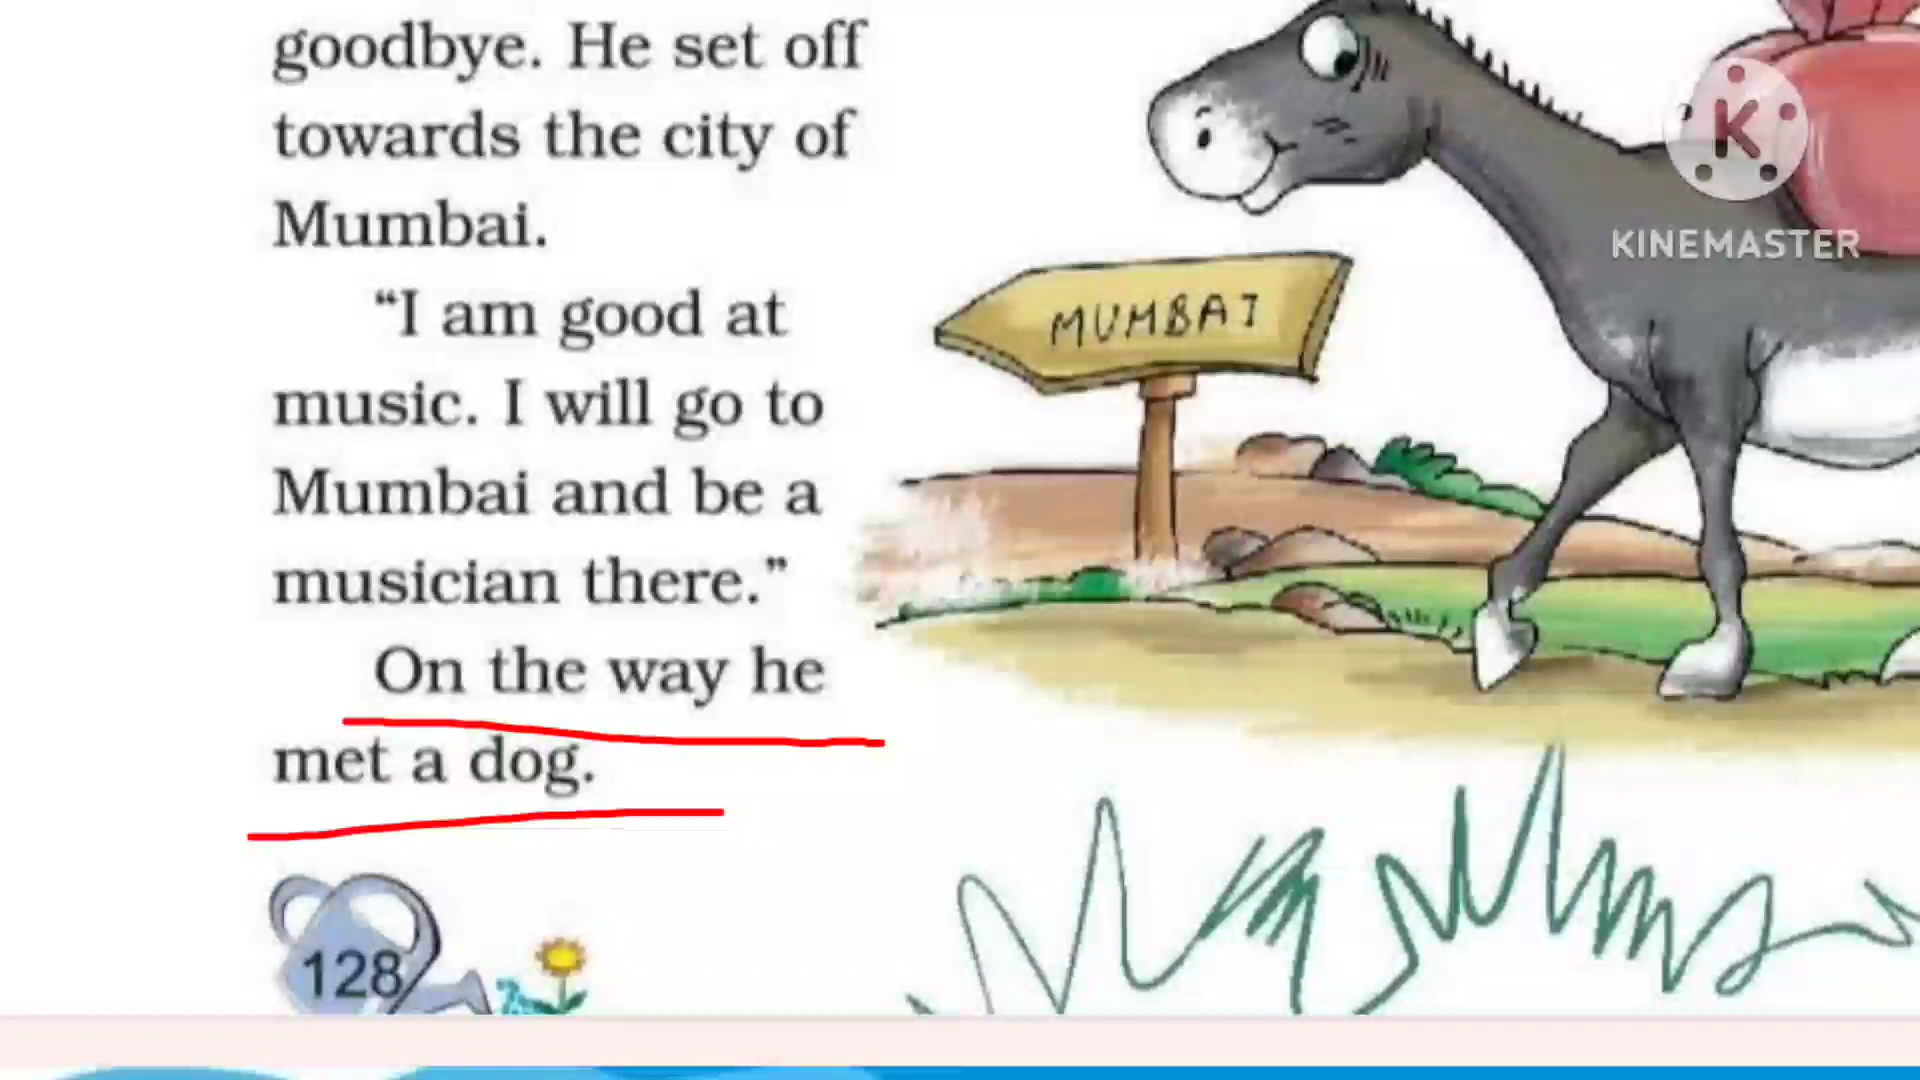 goodbye. He set off
towards the city of
Mumbai.
“I am good at
music. I will go to
Mumbai and be a
musician there.”
On the way he
met a dog.
128
MUMBAI
K
KINEMASTER